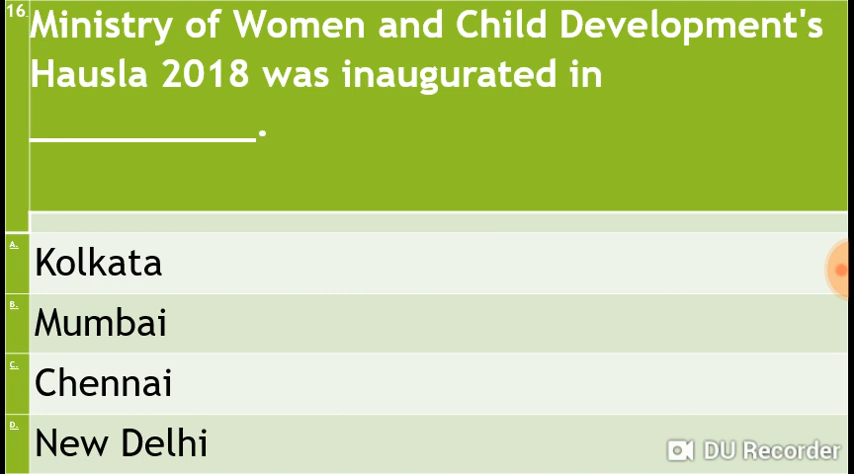 16.
Ministry of Women and Child Development's
Hausla 2018 was inaugurated in
____________.
A.
Kolkata
B.
Mumbai
C.
Chennai
D.
New Delhi
DU Recorder